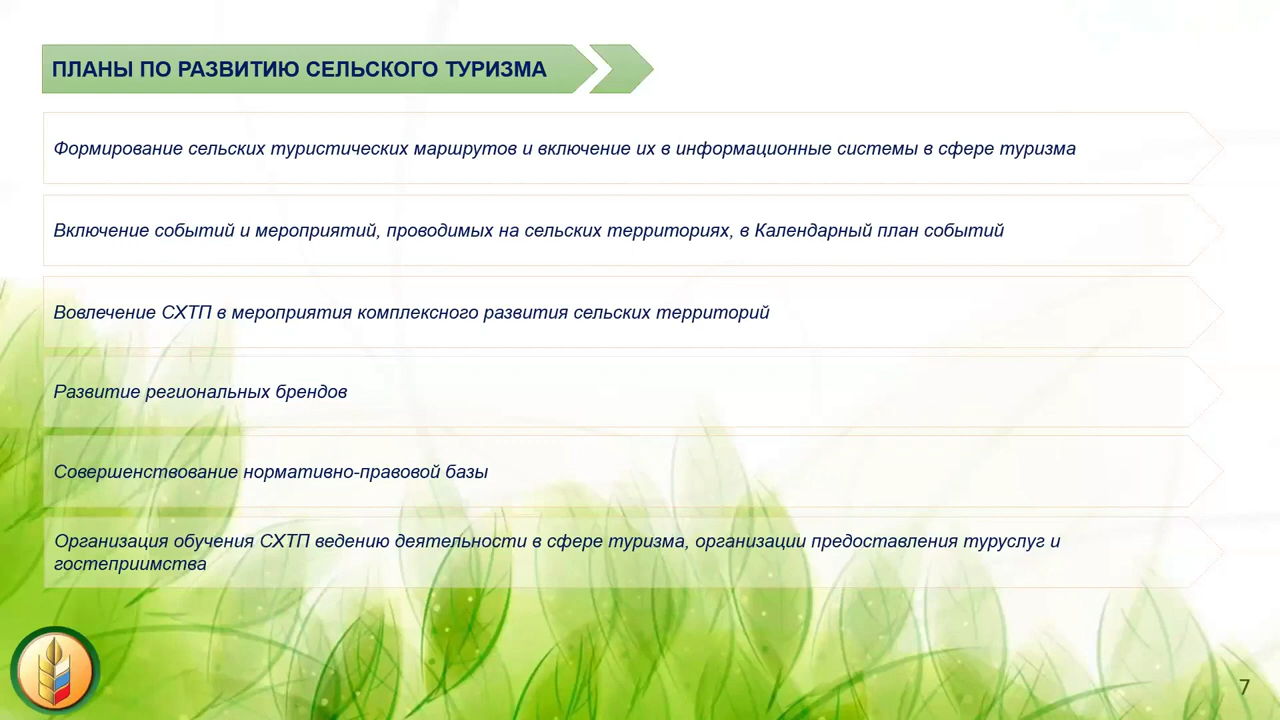 ПЛАНЫ ПО РАЗВИТИЮ СЕЛЬСКОГО ТУРИЗМА
Формирование сельских туристических маршрутов и включение их в информационные системы в сфере туризма
Включение событий и мероприятий, проводимых на сельских территориях, в Календарный план событий
Вовлечение СХТП в мероприятия комплексного развития сельских территорий
Развитие региональных брендов
Совершенствование нормативно-правовой базы
Организация обучения СХТП ведению деятельности в сфере туризма, организации предоставления туруслуг и
гостеприимства
7